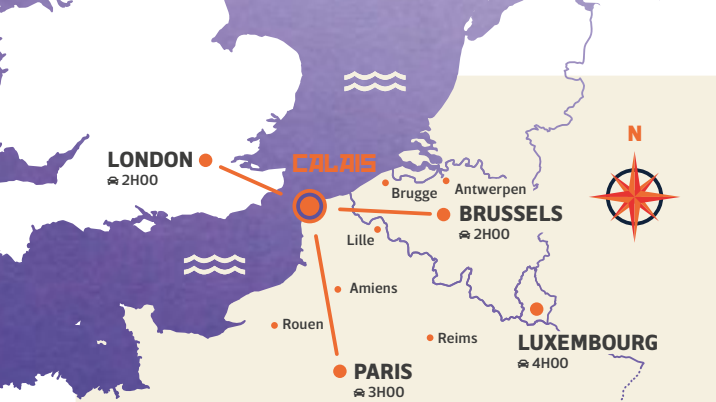 N
CALAIS
LONDON
2H00
Brugge
Antwerpen
BRUSSELS
2H00
Lille
Amiens
Rouen
Reims
LUXEMBOURG
4H00
PARIS
3H00